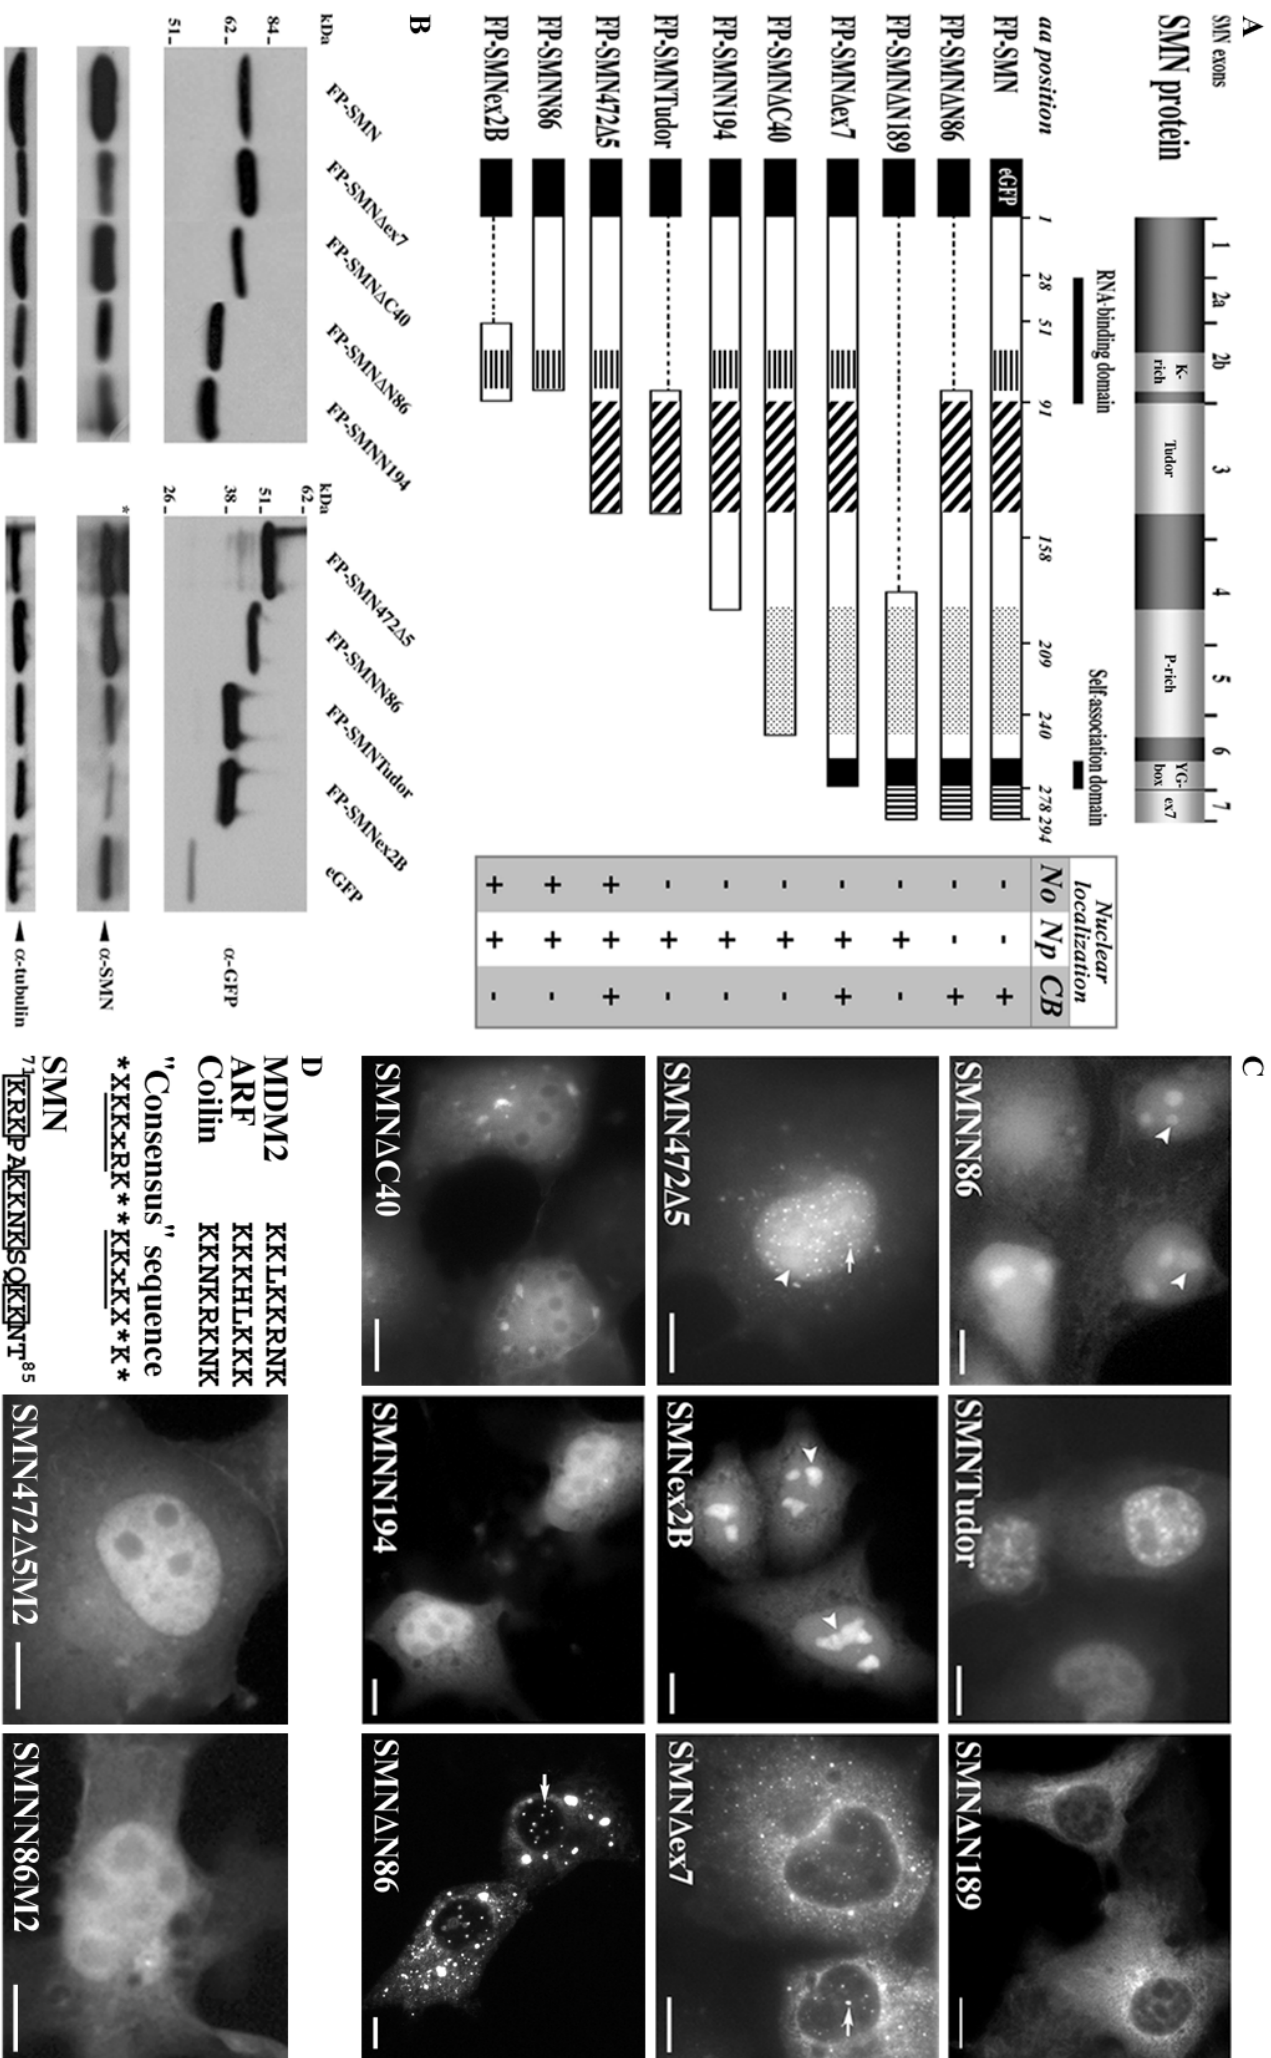 A
SMN exons 1 2a 2b 3 4 5 6 7
SMN protein K-rich Tudor P-rich YG-box ex7
RNA-binding domain Self-association domain
Nuclear localization
aa position 1 28 51 91 158 209 240 278 294 No Np CB
FP-SMN eGFP - - +
FP-SMNΔN86 - - +
FP-SMNΔN189 - + -
FP-SMNΔex7 - + +
FP-SMNΔC40 - + -
FP-SMNN194 - + -
FP-SMNTudor - + -
FP-SMN472Δ5 + + +
FP-SMNN86 + + -
FP-SMNex2B + + -
B
kDa FP-SMN FP-SMNΔex7 FP-SMNΔC40 FP-SMNΔN86 FP-SMNN194
84-
62-
51-
kDa FP-SMN472Δ5 FP-SMNN86 FP-SMNTudor FP-SMNex2B eGFP
62-
51-
38-
26-
α-GFP
*
◄ α-SMN
◄ α-tubulin
C
SMNN86
SMNTudor
SMNΔN189
SMN472Δ5
SMNex2B
SMNΔex7
SMNΔC40
SMNN194
SMNΔN86
D
MDM2 KKLKKRNK
ARF KKKHLKKK
Coilin KKNKRKNK
"Consensus" sequence
*XKKxRK**KKxKX*K*
SMN
71KRKPAKKNKSQKKNT85
SMN472Δ5M2
SMNN86M2